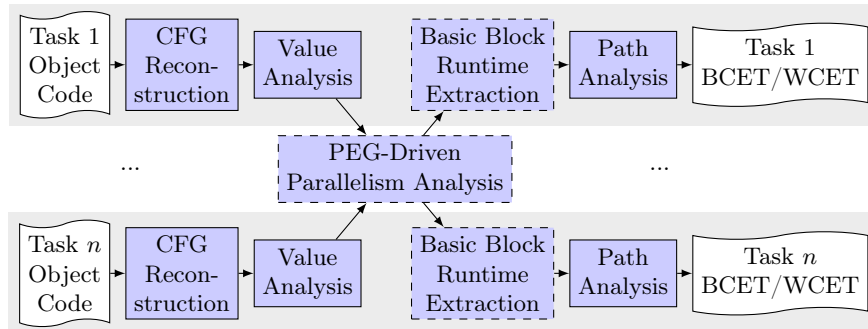 Task 1
Object
Code
CFG
Recon-
struction
Value
Analysis
Basic Block
Runtime
Extraction
Path
Analysis
Task 1
BCET/WCET
...
PEG-Driven
Parallelism Analysis
...
Task n
Object
Code
CFG
Recon-
struction
Value
Analysis
Basic Block
Runtime
Extraction
Path
Analysis
Task n
BCET/WCET